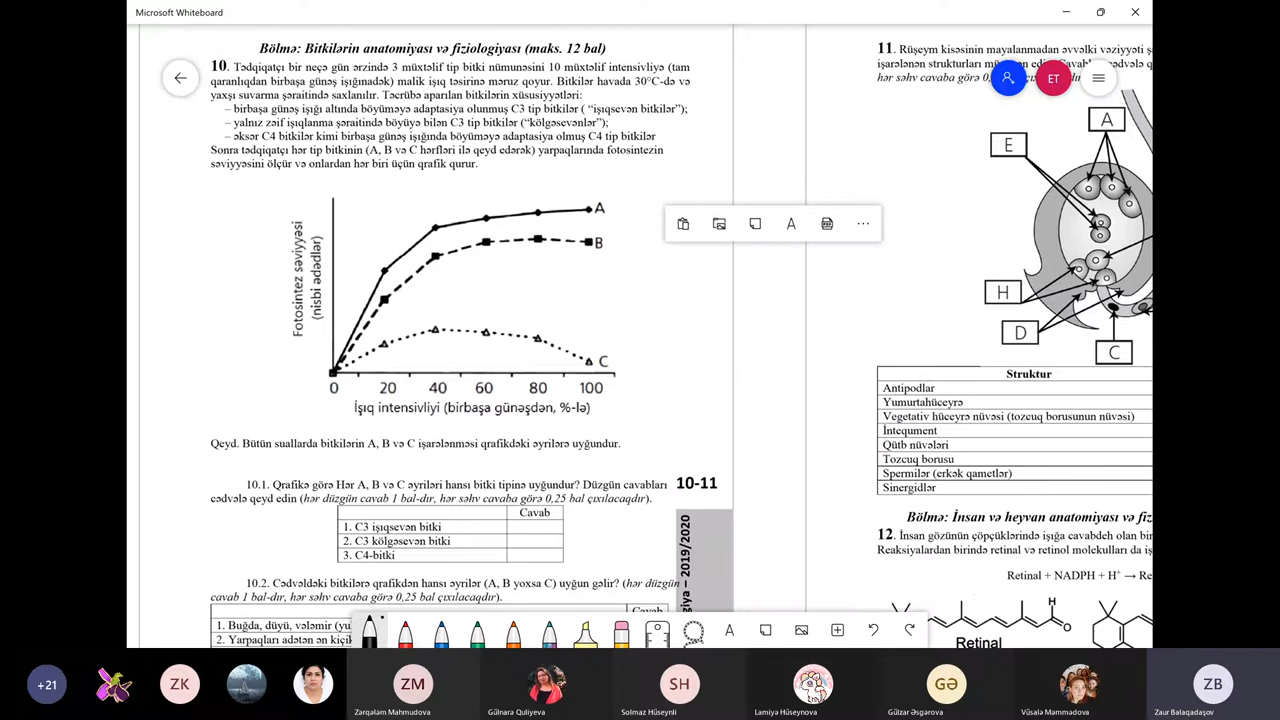 Microsoft Whiteboard
Bölmə: Bitkilərin anatomiyası və fiziologiyası (maks. 12 bal)
10. Tədqiqatçı bir neçə gün ərzində 3 müxtəlif tip bitki nümunəsini 10 müxtəlif intensivliyə (tam
qaranlıqdan birbaşa günəş işığınadək) malik işıq təsirinə məruz qoyur. Bitkilər havada 30°C-də və
yaxşı suvarma şəraitində saxlanılır. Təcrübə aparılan bitkilərin xüsusiyyətləri:
– birbaşa günəş işığı altında böyüməyə adaptasiya olunmuş C3 tip bitkilər ( “işıqsevən bitkilər”);
– yalnız zəif işıqlanma şəraitində böyüyə bilən C3 tip bitkilər (“kölgəsevənlər”);
– əksər C4 bitkilər kimi birbaşa günəş işığında böyüməyə adaptasiya olmuş C4 tip bitkilər
Sonra tədqiqatçı hər tip bitkinin (A, B və C hərfləri ilə qeyd edərək) yarpaqlarında fotosintezin
səviyyəsini ölçür və onlardan hər biri üçün qrafik qurur.
Fotosintez səviyyəsi
(nisbi ədədlər)
A
B
C
0 20 40 60 80 100
İşıq intensivliyi (birbaşa günəşdən, %-lə)
Qeyd. Bütün suallarda bitkilərin A, B və C işarələnməsi qrafikdəki əyrilərə uyğundur.
10.1. Qrafikə görə Hər A, B və C əyriləri hansı bitki tipinə uyğundur? Düzgün cavabları
cədvələ qeyd edin (hər düzgün cavab 1 bal-dır, hər səhv cavaba görə 0,25 bal çıxılacaqdır).
Cavab
1. C3 işıqsevən bitki
2. C3 kölgəsevən bitki
3. C4-bitki
10.2. Cədvəldəki bitkilərə qrafikdən hansı əyrilər (A, B yoxsa C) uyğun gəlir? (hər düzgün
cavab 1 bal-dır, hər səhv cavaba görə 0,25 bal çıxılacaqdır).
Cavab
1. Buğda, düyü, vələmir (yu
2. Yarpaqları adətən ən kiçik
10-11
giya – 2019/2020
11. Rüşeym kisəsinin mayalanmadan əvvəlki vəziyyəti ş
işarələnən strukturları
hər səhv cavaba görə 0,
ET
A
E
H
D
C
Struktur
Antipodlar
Yumurtahüceyrə
Vegetativ hüceyrə nüvəsi (tozcuq borusunun nüvəsi)
İntequment
Qütb nüvələri
Tozcuq borusu
Spermilər (erkək qametlər)
Sinergidlər
Bölmə: İnsan və heyvan anatomiyası və fi
12. İnsan gözünün çöpçüklərində işığa cavabdeh olan bir
Reaksiyalardan birində retinal və retinol molekulları da iş
Retinal + NADPH + H⁺ → Re
H
O
Retinal
+21
ZK
ZM
Zərqələm Mahmudova
Gülnarə Quliyeva
SH
Solmaz Hüseynli
Lamiyə Hüseynova
GƏ
Gülzar Əsgərova
Vüsalə Məmmədova
ZB
Zaur Balaqadaşov